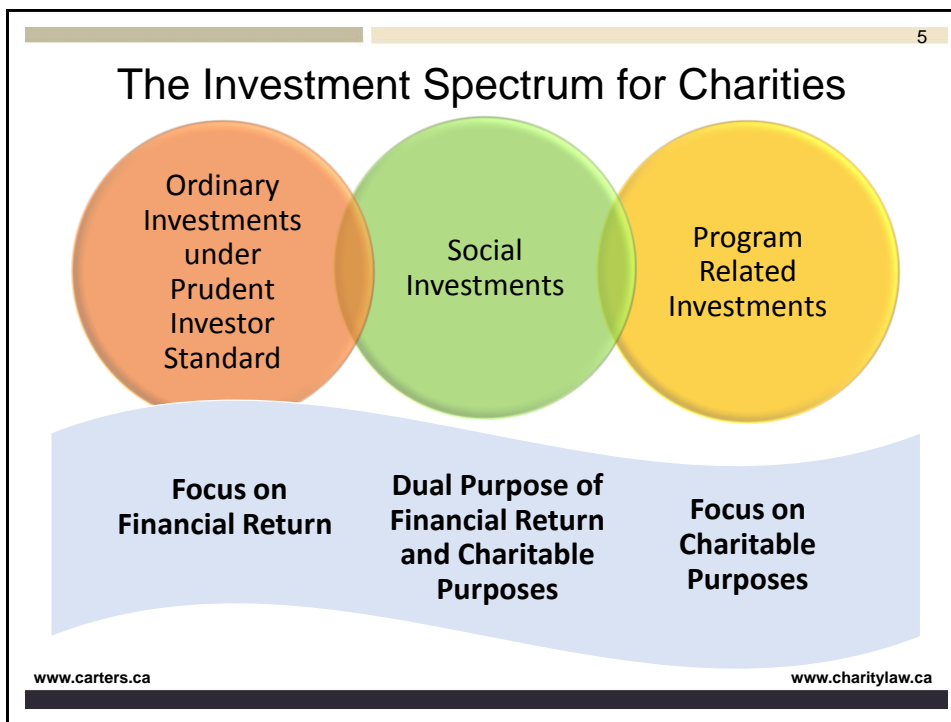 5
The Investment Spectrum for Charities
Ordinary
Investments
under
Prudent
Investor
Standard
Social
Investments
Program
Related
Investments
Focus on
Financial Return
Dual Purpose of
Financial Return
and Charitable
Purposes
Focus on
Charitable
Purposes
www.carters.ca
www.charitylaw.ca